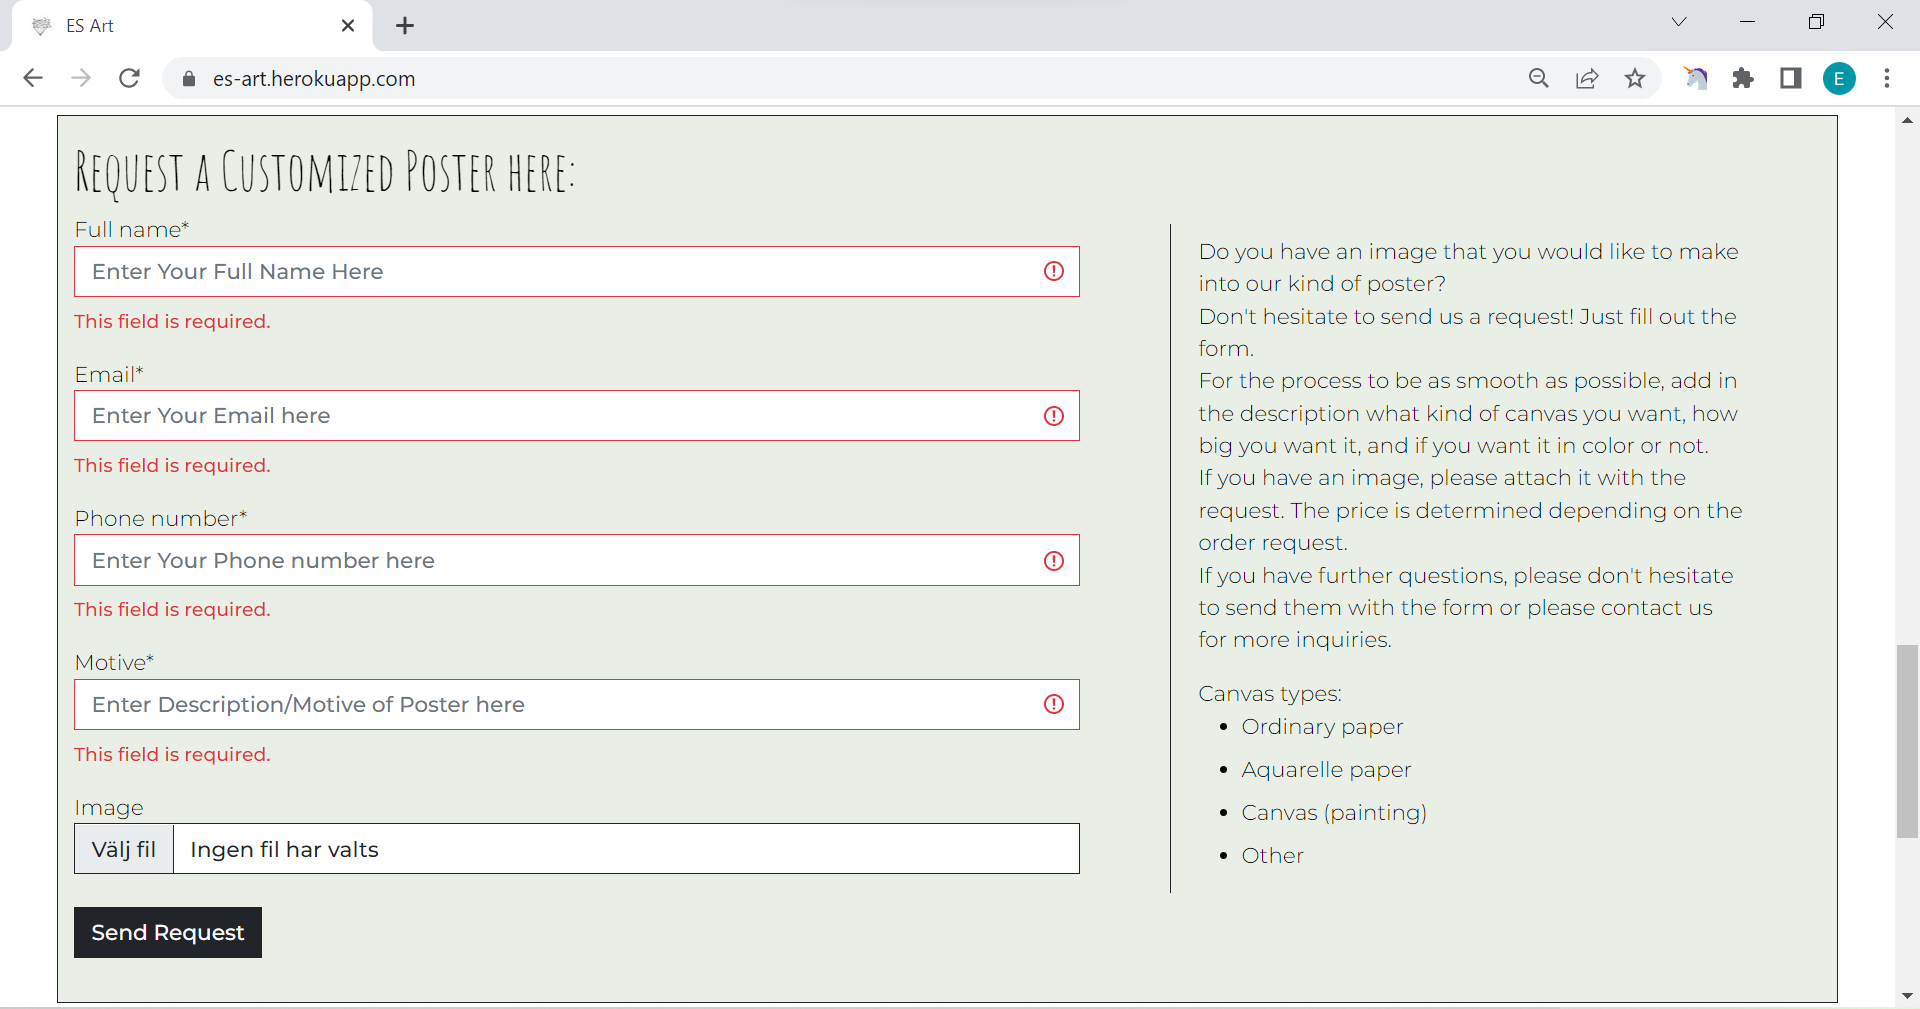 ES Art
es-art.herokuapp.com
E
Request a Customized Poster here:
Full name*
Enter Your Full Name Here
This field is required.
Email*
Enter Your Email here
This field is required.
Phone number*
Enter Your Phone number here
This field is required.
Motive*
Enter Description/Motive of Poster here
This field is required.
Image
Välj fil Ingen fil har valts
Send Request
Do you have an image that you would like to make
into our kind of poster?
Don't hesitate to send us a request! Just fill out the
form.
For the process to be as smooth as possible, add in
the description what kind of canvas you want, how
big you want it, and if you want it in color or not.
If you have an image, please attach it with the
request. The price is determined depending on the
order request.
If you have further questions, please don't hesitate
to send them with the form or please contact us
for more inquiries.
Canvas types:
Ordinary paper
Aquarelle paper
Canvas (painting)
Other